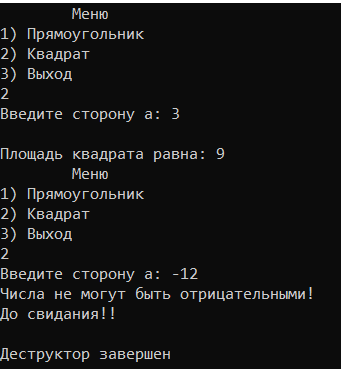 Меню
1) Прямоугольник
2) Квадрат
3) Выход
2
Введите сторону a: 3
Площадь квадрата равна: 9
Меню
1) Прямоугольник
2) Квадрат
3) Выход
2
Введите сторону a: -12
Числа не могут быть отрицательными!
До свидания!!
Деструктор завершен